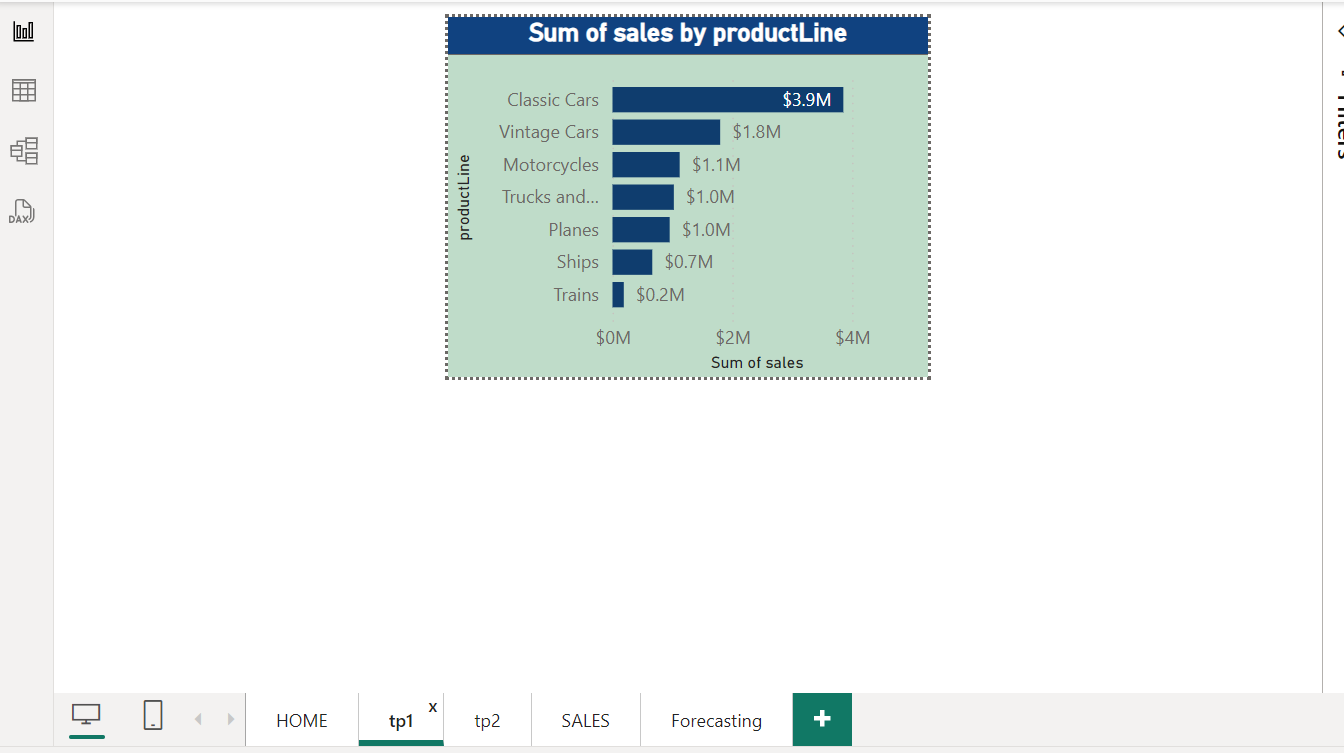 Sum of sales by productLine
productLine
Classic Cars $3.9M
Vintage Cars $1.8M
Motorcycles $1.1M
Trucks and... $1.0M
Planes $1.0M
Ships $0.7M
Trains $0.2M
$0M $2M $4M
Sum of sales
DAX
HOME tp1 x tp2 SALES Forecasting +